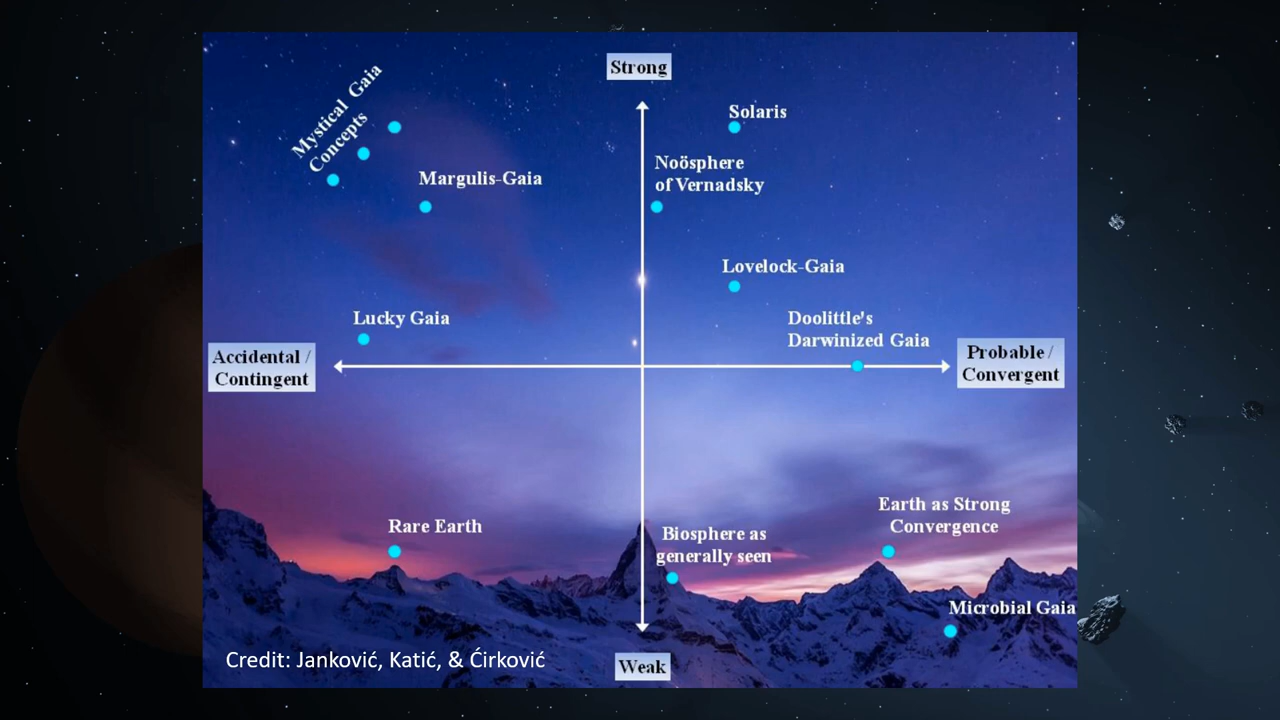 Strong
Mystical Gaia
Concepts
Solaris
Noösphere
of Vernadsky
Margulis-Gaia
Lovelock-Gaia
Lucky Gaia
Doolittle's
Darwinized Gaia
Accidental /
Contingent
Probable /
Convergent
Rare Earth
Biosphere as
generally seen
Earth as Strong
Convergence
Microbial Gaia
Credit: Janković, Katić, & Ćirković
Weak